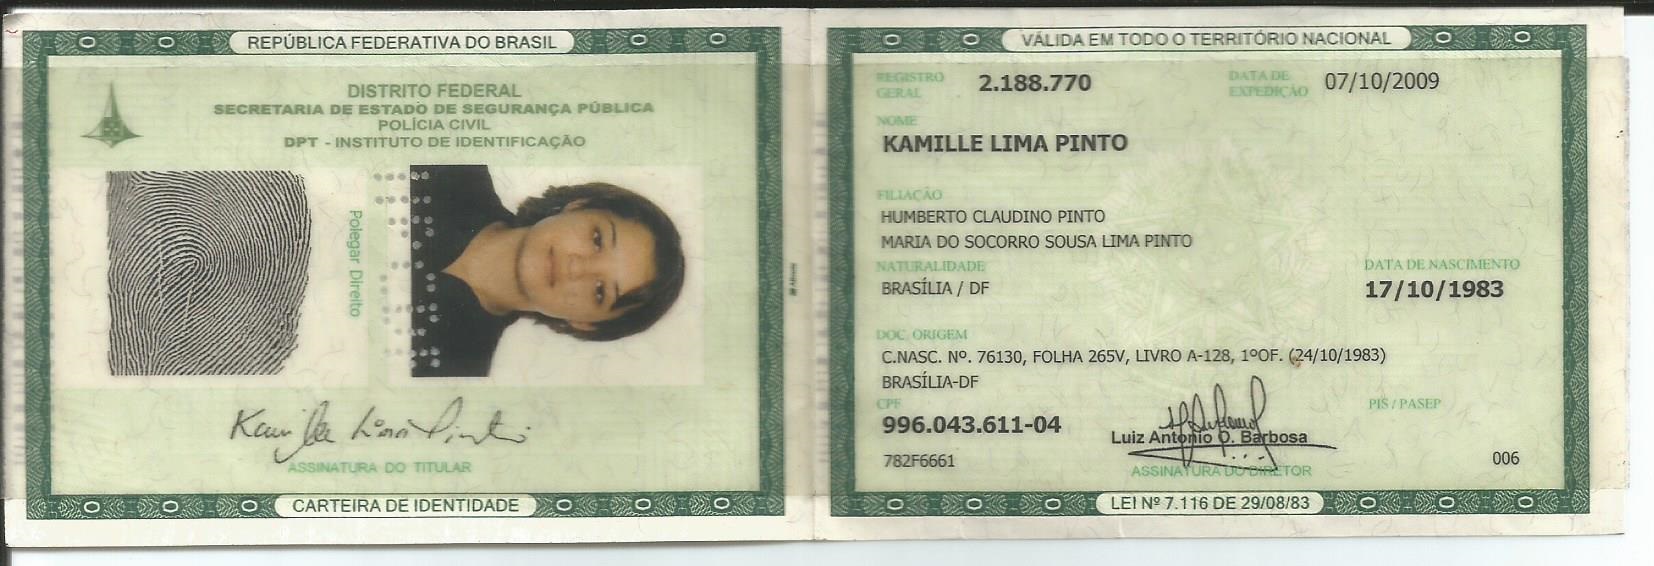 REPÚBLICA FEDERATIVA DO BRASIL
DISTRITO FEDERAL
SECRETARIA DE ESTADO DE SEGURANÇA PÚBLICA
POLÍCIA CIVIL
DPT - INSTITUTO DE IDENTIFICAÇÃO
Polegar Direito
Kamille Lima Pinto
ASSINATURA DO TITULAR
CARTEIRA DE IDENTIDADE
VÁLIDA EM TODO O TERRITÓRIO NACIONAL
REGISTRO GERAL 2.188.770 DATA DE EXPEDIÇÃO 07/10/2009
NOME
KAMILLE LIMA PINTO
FILIAÇÃO
HUMBERTO CLAUDINO PINTO
MARIA DO SOCORRO SOUSA LIMA PINTO
NATURALIDADE DATA DE NASCIMENTO
BRASÍLIA / DF 17/10/1983
DOC. ORIGEM
C.NASC. Nº. 76130, FOLHA 265V, LIVRO A-128, 1ºOF. (24/10/1983)
BRASÍLIA-DF
CPF PIS / PASEP
996.043.611-04
Luiz Antonio O. Barbosa
782F6661 006
ASSINATURA DO DIRETOR
LEI Nº 7.116 DE 29/08/83